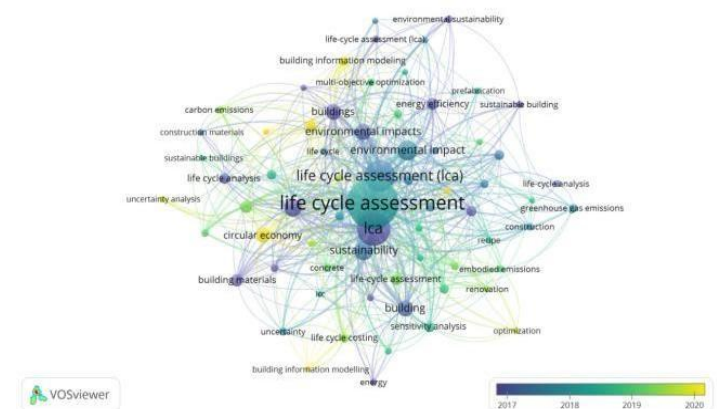 environmental sustainability
life-cycle assessment (lca)
building information modeling
multi-objective optimization
prefabrication
carbon emissions
buildings
energy efficiency
sustainable building
construction materials
environmental impacts
life cycle
environmental impact
sustainable buildings
life cycle analysis
life cycle assessment (lca)
life-cycle analysis
uncertainty analysis
life cycle assessment
greenhouse gas emissions
circular economy
lca
construction
sustainability
recipe
concrete
embodied emissions
building materials
life-cycle assessment
renovation
lcc
building
uncertainty
life cycle costing
sensitivity analysis
optimization
building information modelling
energy
VOSviewer
2017 2018 2019 2020